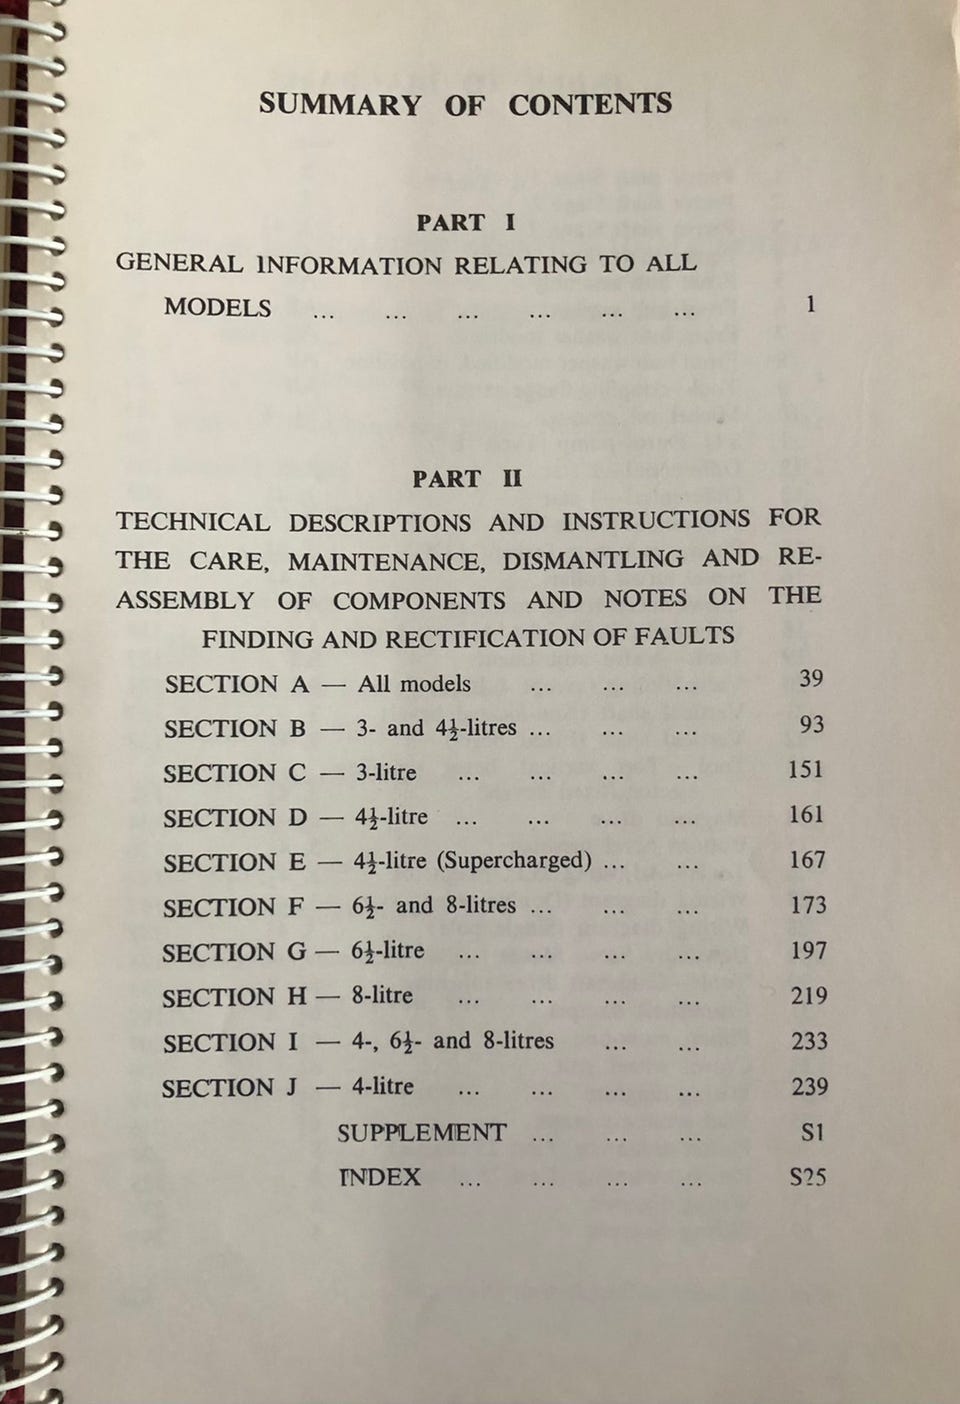 SUMMARY OF CONTENTS
PART I
GENERAL INFORMATION RELATING TO ALL
MODELS ... ... ... ... ... ... 1
PART II
TECHNICAL DESCRIPTIONS AND INSTRUCTIONS FOR
THE CARE, MAINTENANCE, DISMANTLING AND RE-
ASSEMBLY OF COMPONENTS AND NOTES ON THE
FINDING AND RECTIFICATION OF FAULTS
SECTION A — All models ... ... ... 39
SECTION B — 3- and 4½-litres ... ... ... 93
SECTION C — 3-litre ... ... ... ... 151
SECTION D — 4½-litre ... ... ... ... 161
SECTION E — 4½-litre (Supercharged) ... ... 167
SECTION F — 6½- and 8-litres ... ... ... 173
SECTION G — 6½-litre ... ... ... ... 197
SECTION H — 8-litre ... ... ... ... 219
SECTION I — 4-, 6½- and 8-litres ... ... 233
SECTION J — 4-litre ... ... ... ... 239
SUPPLEMENT ... ... ... S1
INDEX ... ... ... ... S25